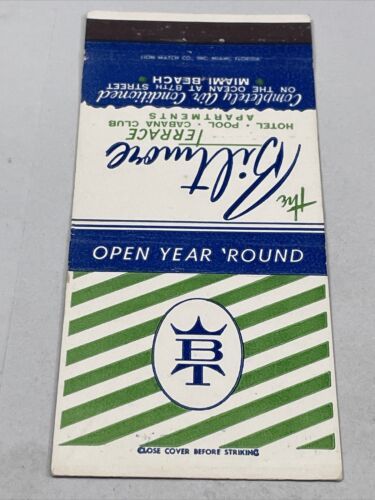 The Biltmore
TERRACE
HOTEL · POOL · CABANA CLUB
APARTMENTS
Completely Air Conditioned
ON THE OCEAN AT 87TH STREET
MIAMI BEACH
OPEN YEAR 'ROUND
BT
CLOSE COVER BEFORE STRIKING